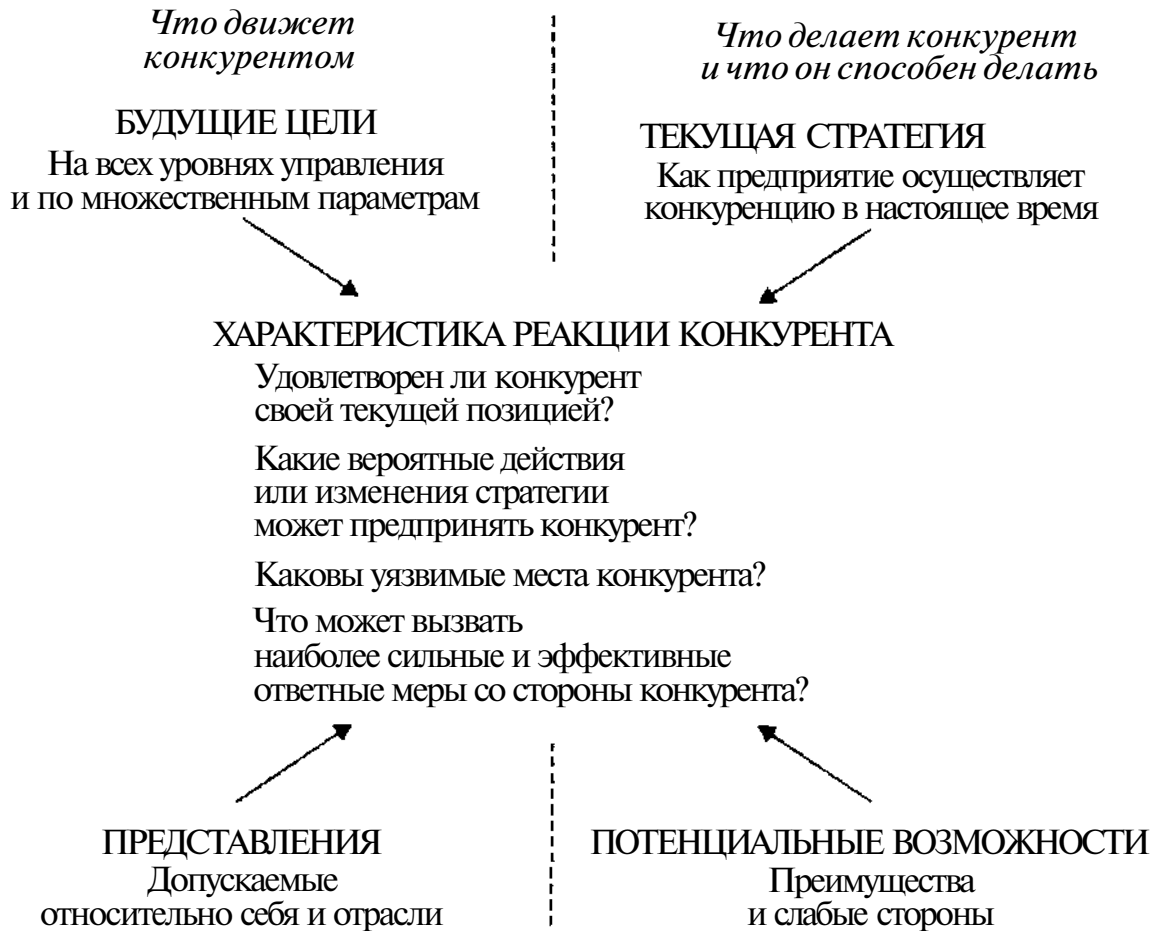 Что движет
конкурентом
Что делает конкурент
и что он способен делать
БУДУЩИЕ ЦЕЛИ
На всех уровнях управления
и по множественным параметрам
ТЕКУЩАЯ СТРАТЕГИЯ
Как предприятие осуществляет
конкуренцию в настоящее время
ХАРАКТЕРИСТИКА РЕАКЦИИ КОНКУРЕНТА
Удовлетворен ли конкурент
своей текущей позицией?
Какие вероятные действия
или изменения стратегии
может предпринять конкурент?
Каковы уязвимые места конкурента?
Что может вызвать
наиболее сильные и эффективные
ответные меры со стороны конкурента?
ПРЕДСТАВЛЕНИЯ
Допускаемые
относительно себя и отрасли
ПОТЕНЦИАЛЬНЫЕ ВОЗМОЖНОСТИ
Преимущества
и слабые стороны